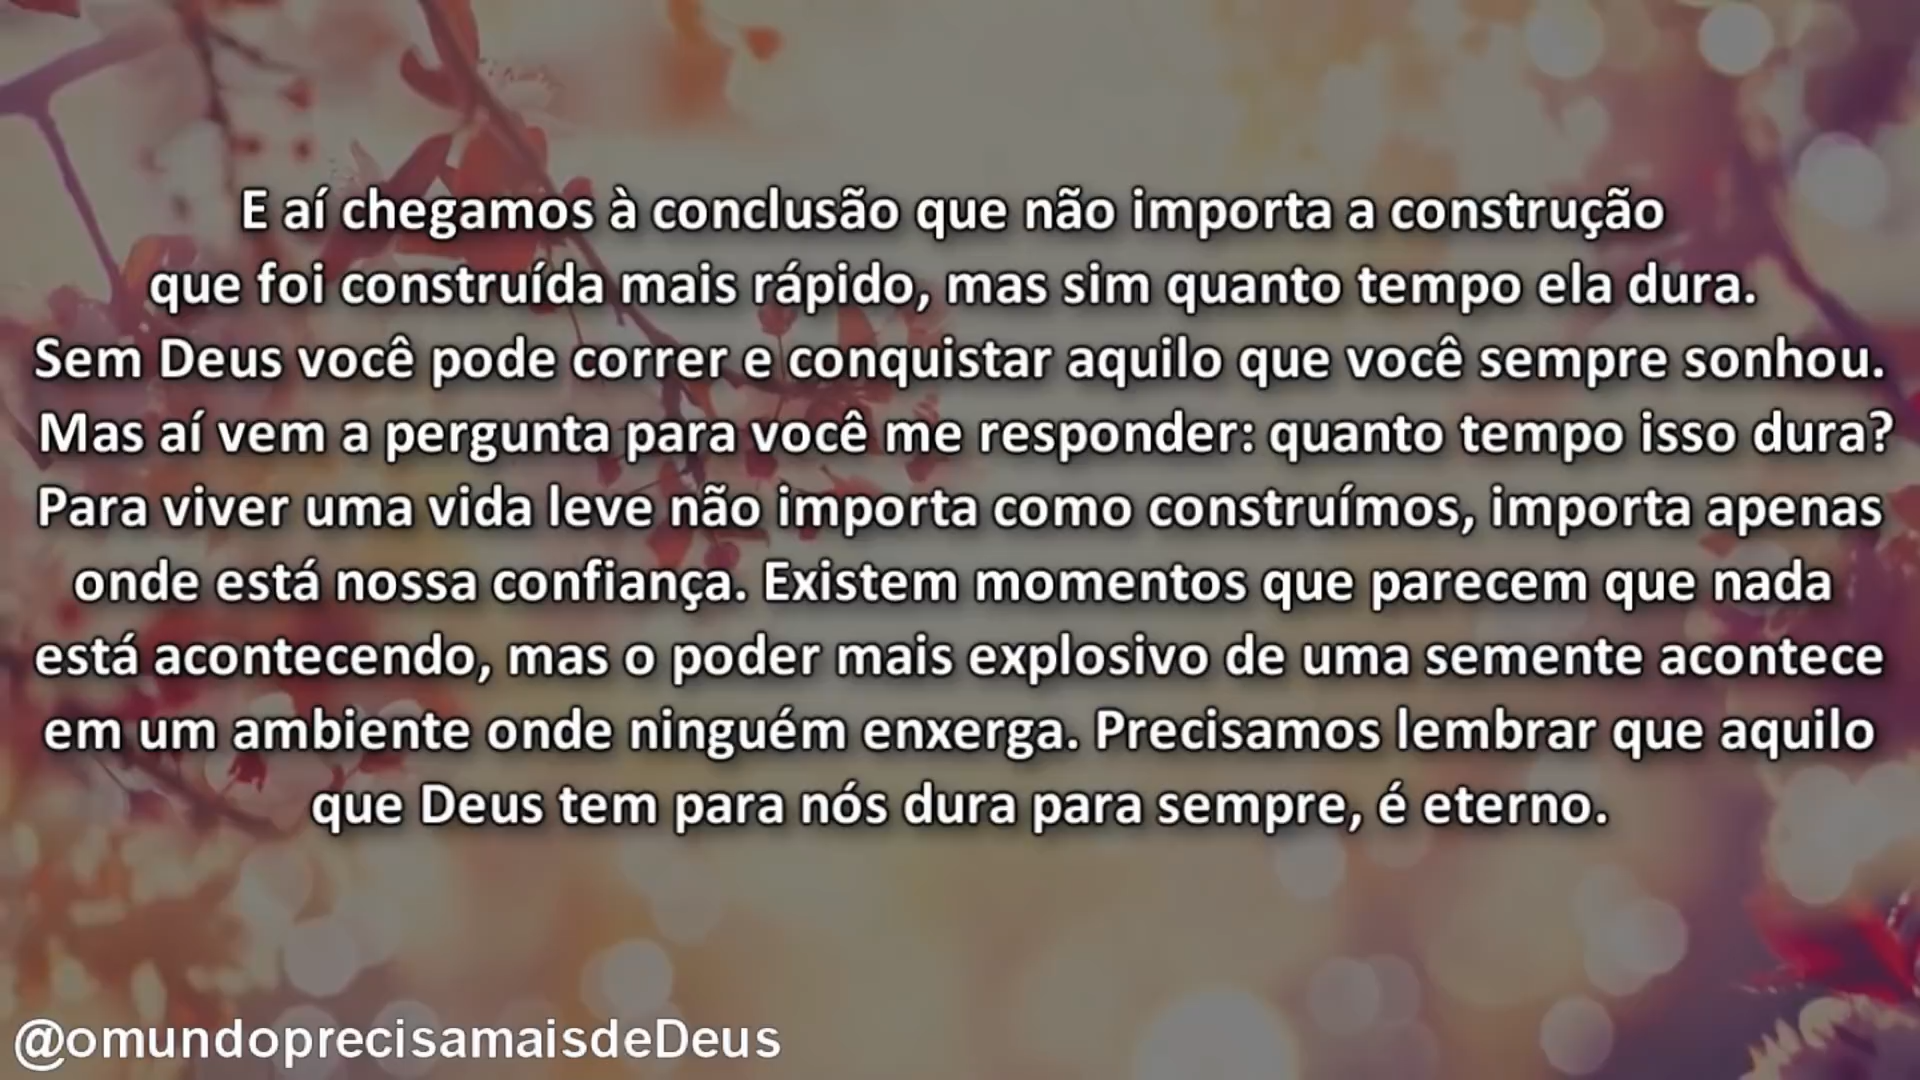 E aí chegamos à conclusão que não importa a construção
que foi construída mais rápido, mas sim quanto tempo ela dura.
Sem Deus você pode correr e conquistar aquilo que você sempre sonhou.
Mas aí vem a pergunta para você me responder: quanto tempo isso dura?
Para viver uma vida leve não importa como construímos, importa apenas
onde está nossa confiança. Existem momentos que parecem que nada
está acontecendo, mas o poder mais explosivo de uma semente acontece
em um ambiente onde ninguém enxerga. Precisamos lembrar que aquilo
que Deus tem para nós dura para sempre, é eterno.
@omundoprecisamaisdeDeus